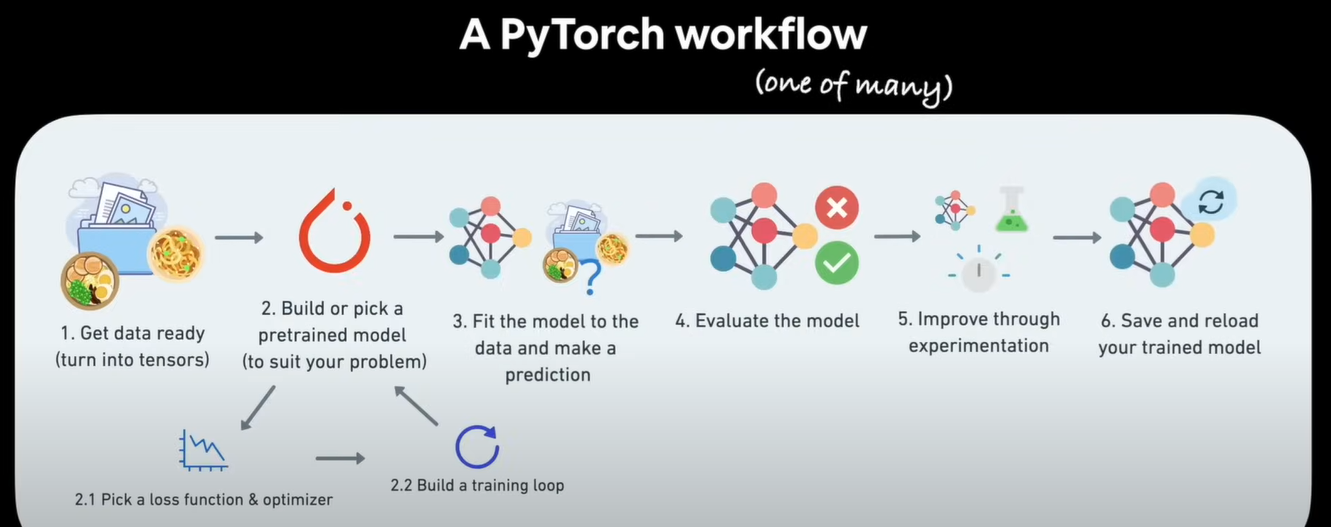 A PyTorch workflow
(one of many)
1. Get data ready
(turn into tensors)
2. Build or pick a
pretrained model
(to suit your problem)
3. Fit the model to the
data and make a
prediction
4. Evaluate the model
5. Improve through
experimentation
6. Save and reload
your trained model
2.1 Pick a loss function & optimizer
2.2 Build a training loop